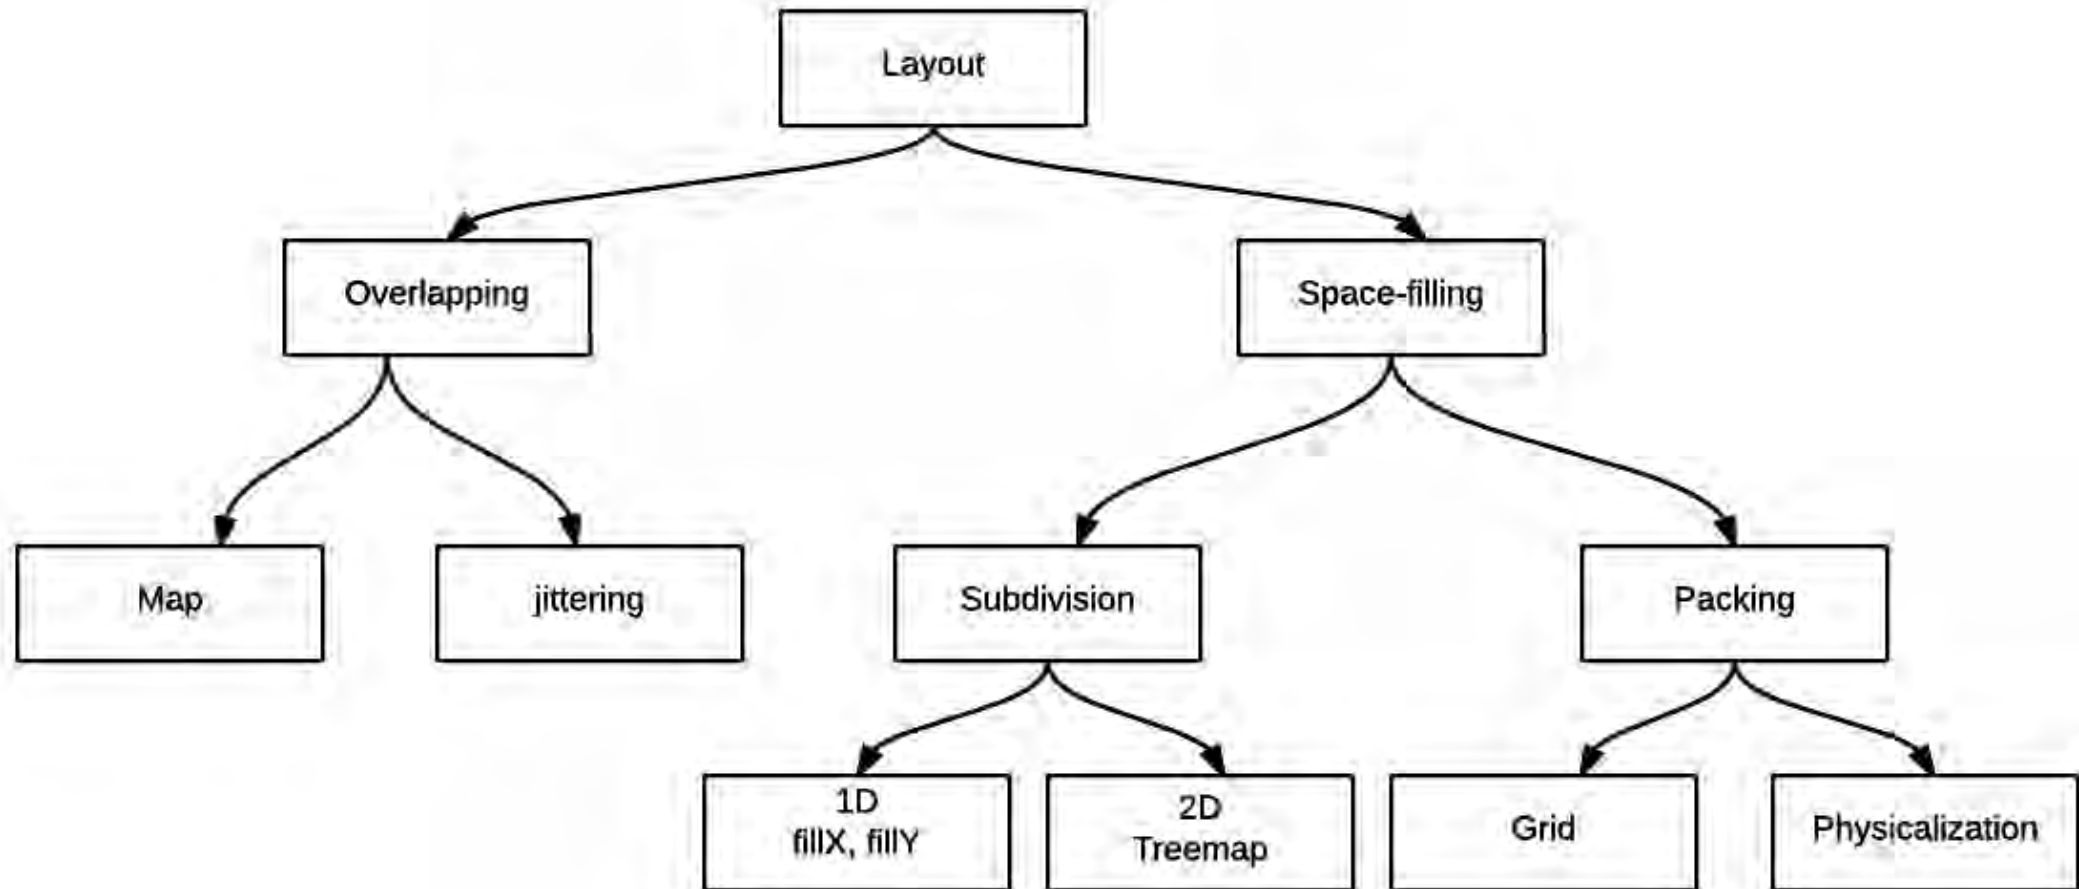 Layout
Overlapping
Space-filling
Map
jittering
Subdivision
Packing
1D
fillX, fillY
2D
Treemap
Grid
Physicalization